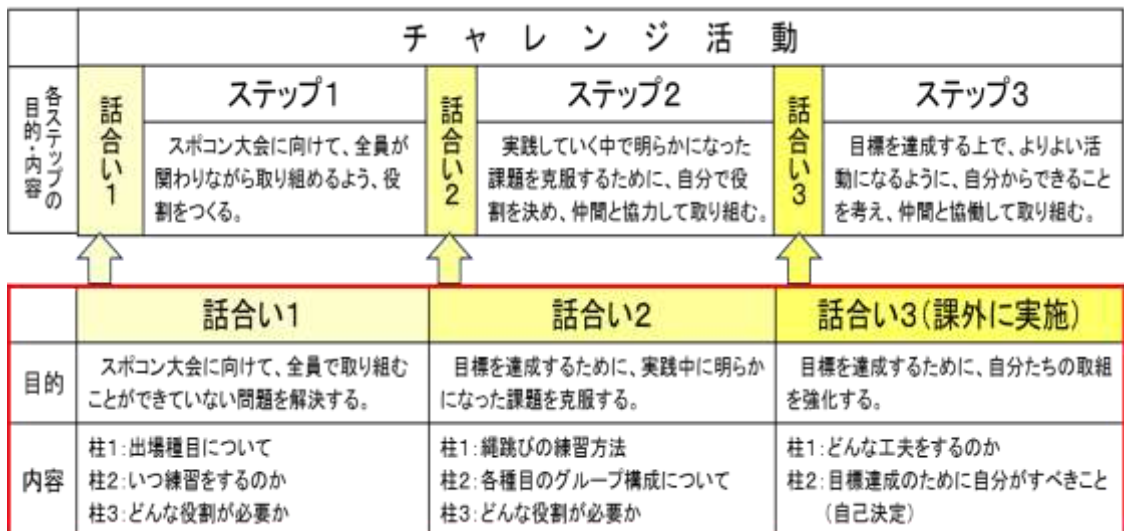 チャレンジ活動
各ステップの
目的・内容
話合い1
ステップ1
スポコン大会に向けて、全員が
関わりながら取り組めるよう、役
割をつくる。
話合い2
ステップ2
実践していく中で明らかになった
課題を克服するために、自分で役
割を決め、仲間と協力して取り組む。
話合い3
ステップ3
目標を達成する上で、よりよい活
動になるように、自分からできること
を考え、仲間と協働して取り組む。
話合い1
話合い2
話合い3(課外に実施)
目的
スポコン大会に向けて、全員で取り組む
ことができていない問題を解決する。
目標を達成するために、実践中に明らか
になった課題を克服する。
目標を達成するために、自分たちの取組
を強化する。
内容
柱1:出場種目について
柱2:いつ練習をするのか
柱3:どんな役割が必要か
柱1:縄跳びの練習方法
柱2:各種目のグループ構成について
柱3:どんな役割が必要か
柱1:どんな工夫をするのか
柱2:目標達成のために自分がすべきこと
(自己決定)